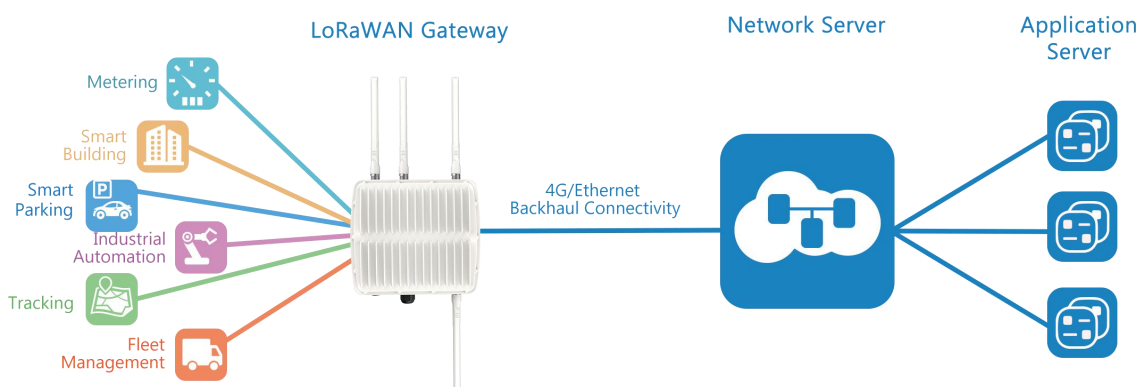 LoRaWAN Gateway
Network Server
Application
Server
Metering
Smart
Building
Smart
Parking
P
Industrial
Automation
Tracking
Fleet
Management
4G/Ethernet
Backhaul Connectivity